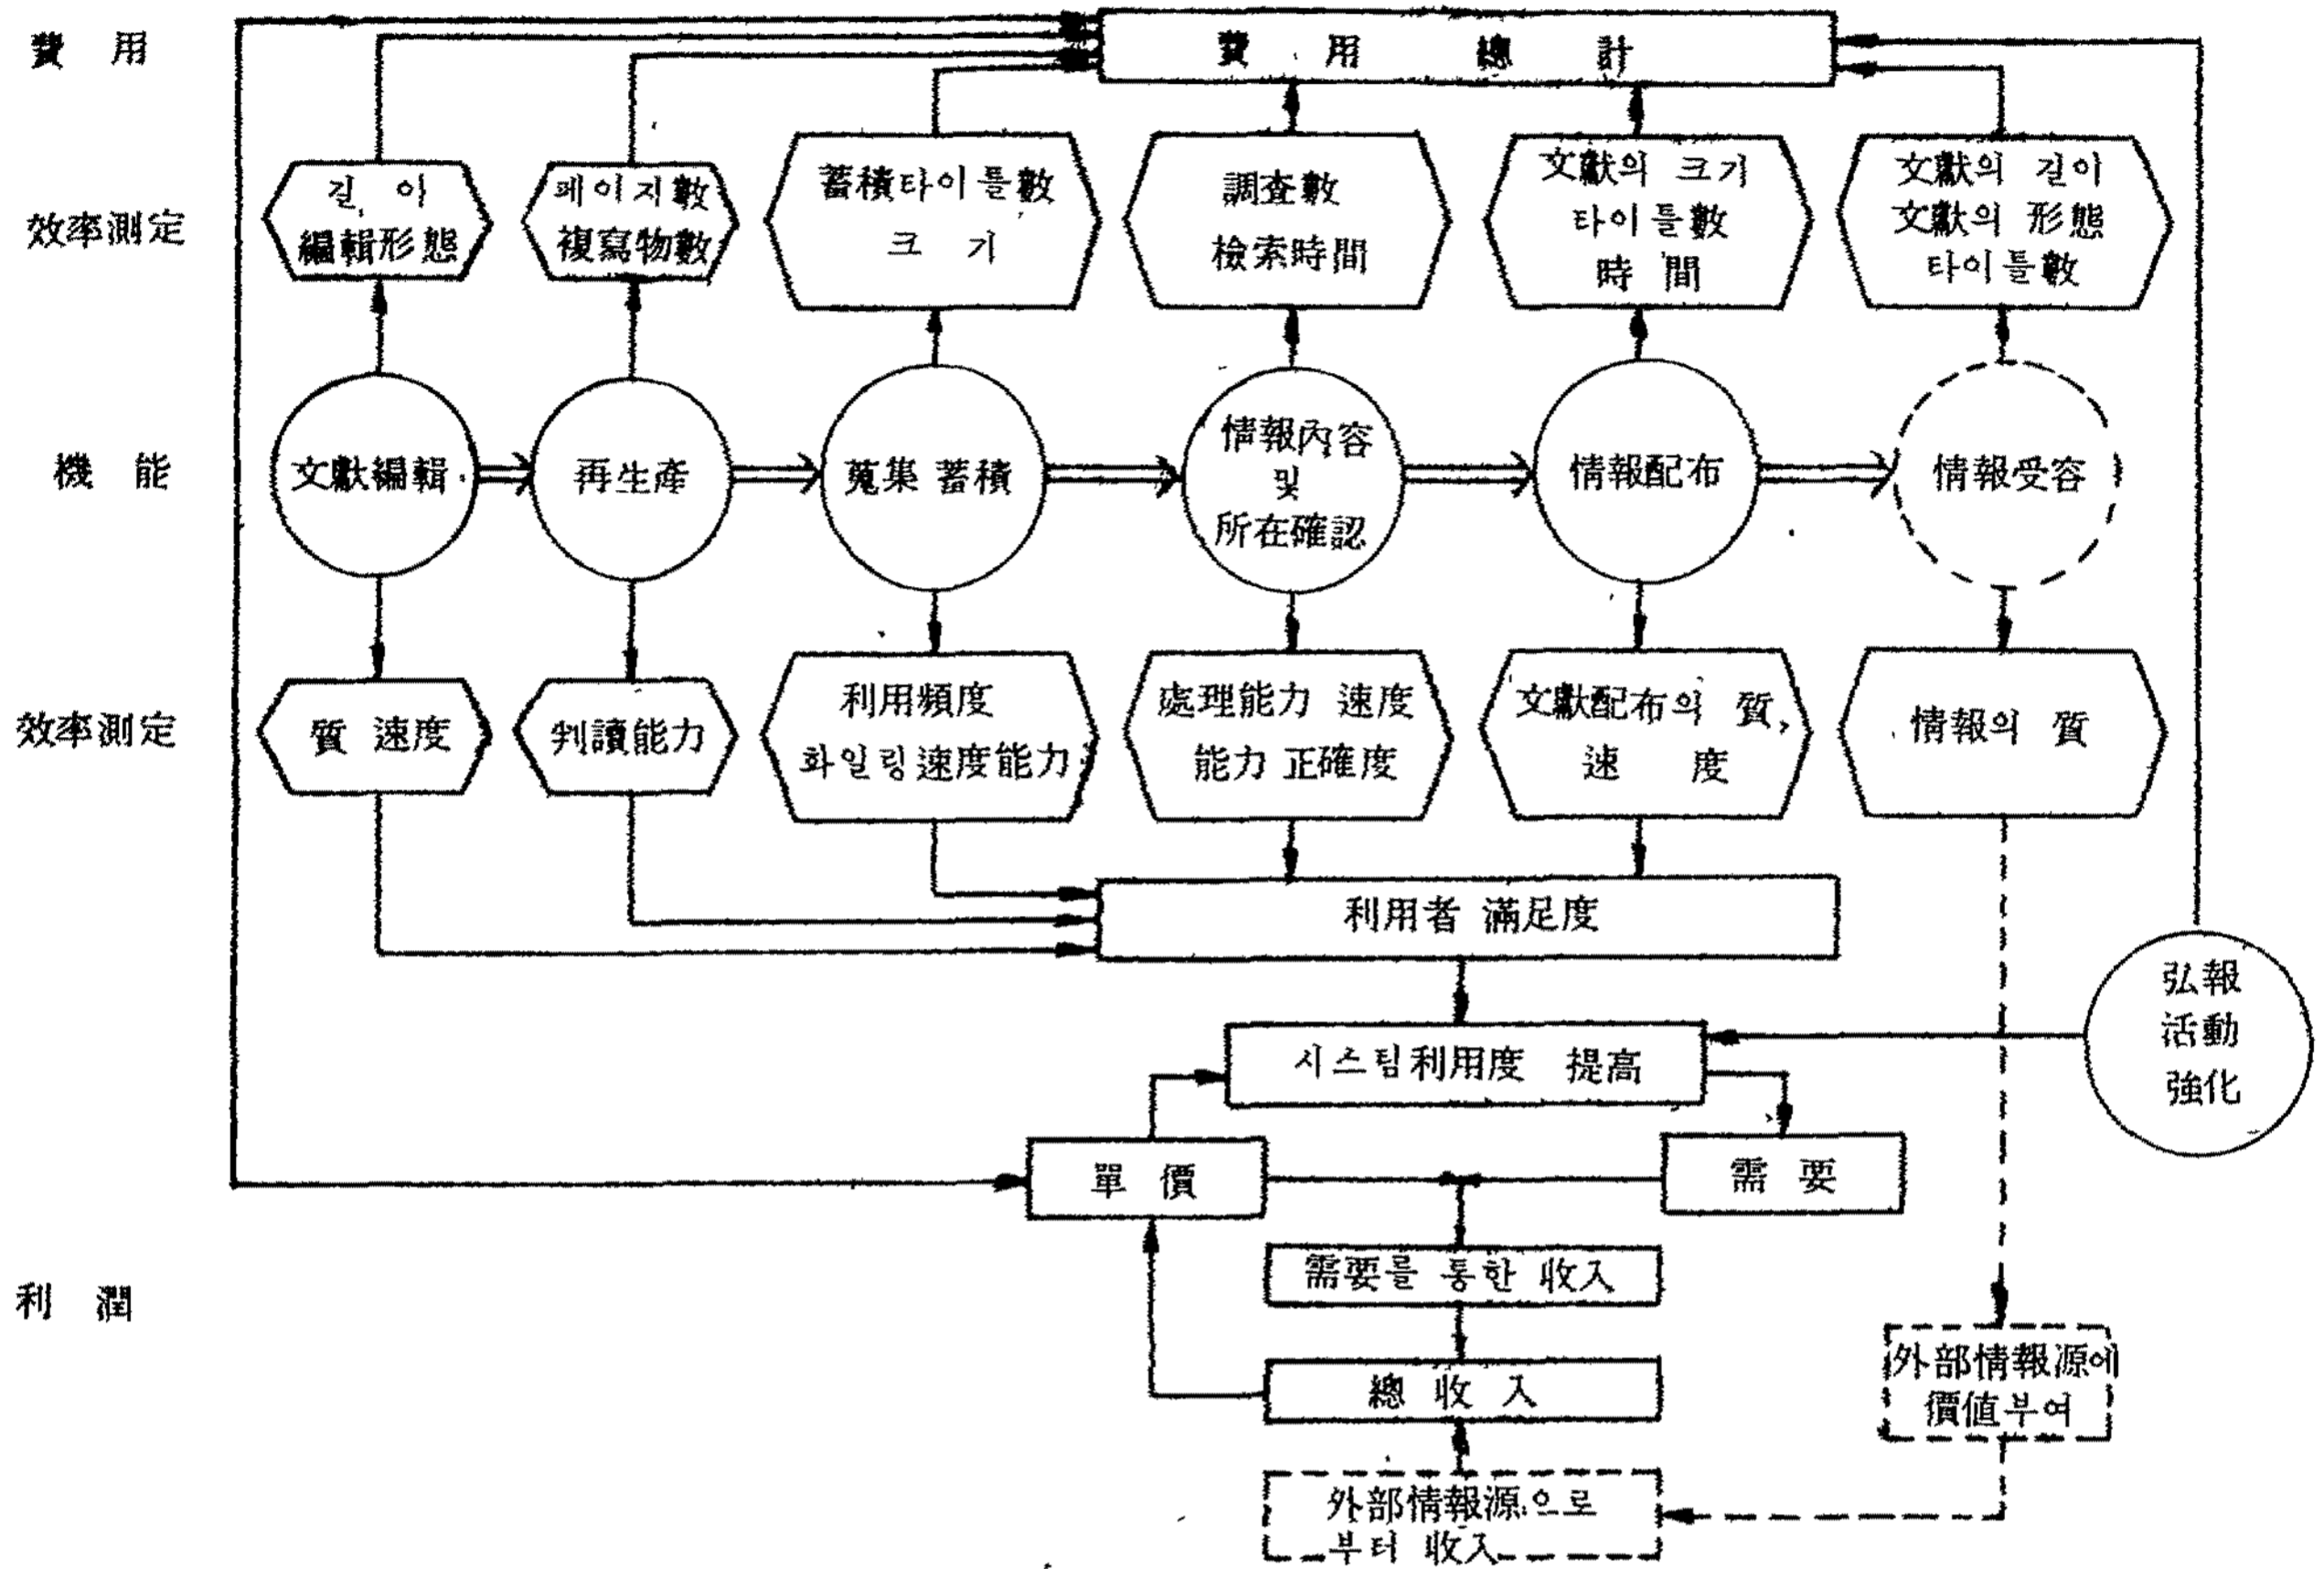 費 用
費 用 總 計
效率測定
길 이
編輯形態
페이지數
複寫物數
蓄積타이틀數
크 기
調査數
檢索時間
文獻의 크기
타이틀數
時 間
文獻의 길이
文獻의 形態
타이틀數
機 能
文獻編輯
再生產
蒐集 蓄積
情報內容
및
所在確認
情報配布
情報受容
效率測定
質 速度
判讀能力
利用頻度
화일링速度能力
處理能力 速度
能力 正確度
文獻配布의 質,
速 度
情報의 質
利用者 滿足度
弘報
活動
強化
시스팀利用度 提高
單 價
需 要
利 潤
需要를 통한 收入
總 收 入
外部情報源에
價値부여
外部情報源으로
부터 收入